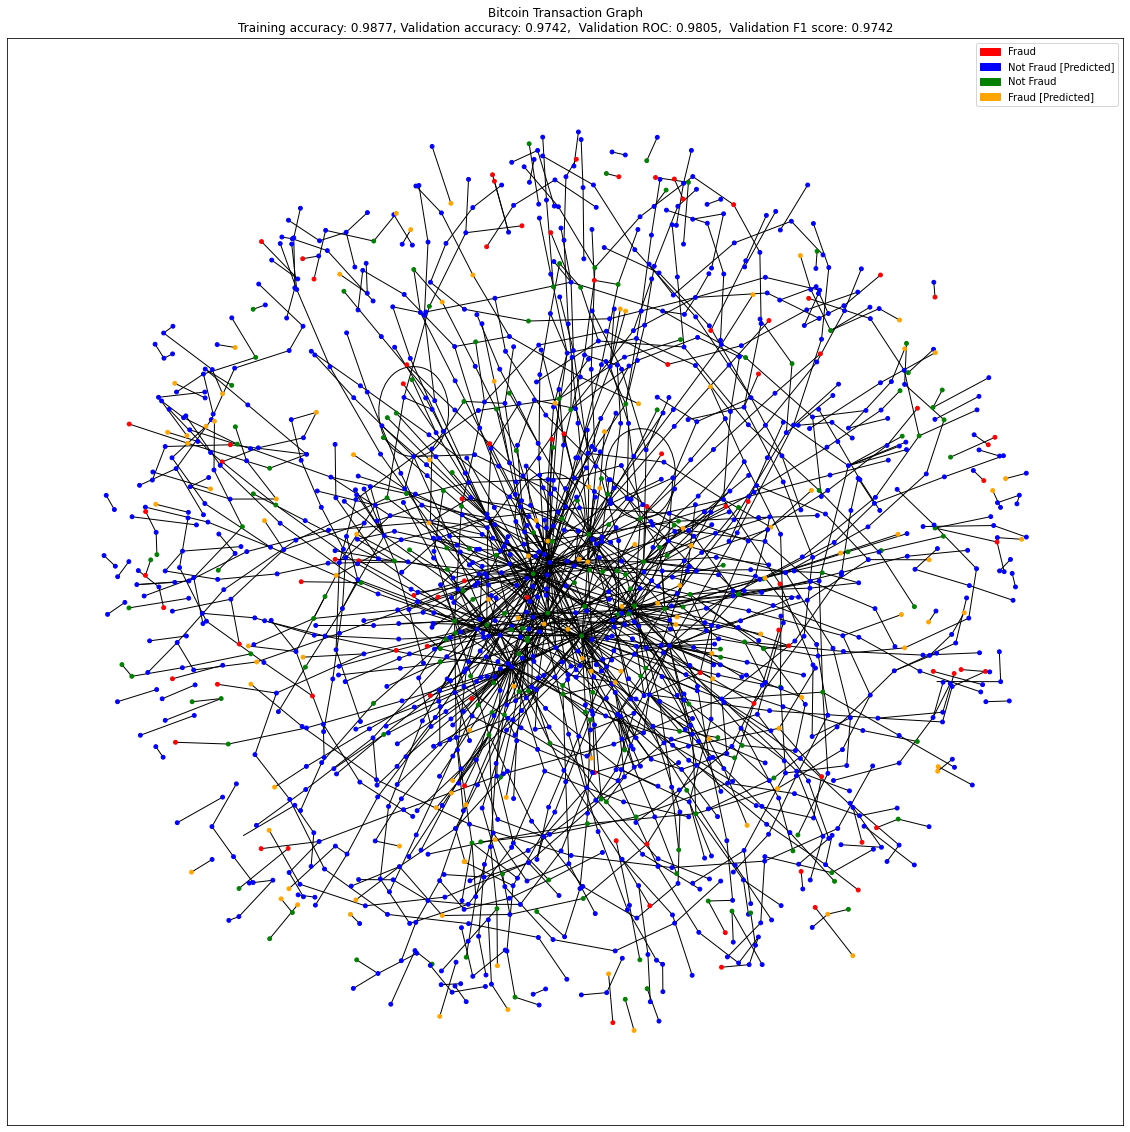 Bitcoin Transaction Graph
Training accuracy: 0.9877, Validation accuracy: 0.9742,  Validation ROC: 0.9805,  Validation F1 score: 0.9742
Fraud
Not Fraud [Predicted]
Not Fraud
Fraud [Predicted]